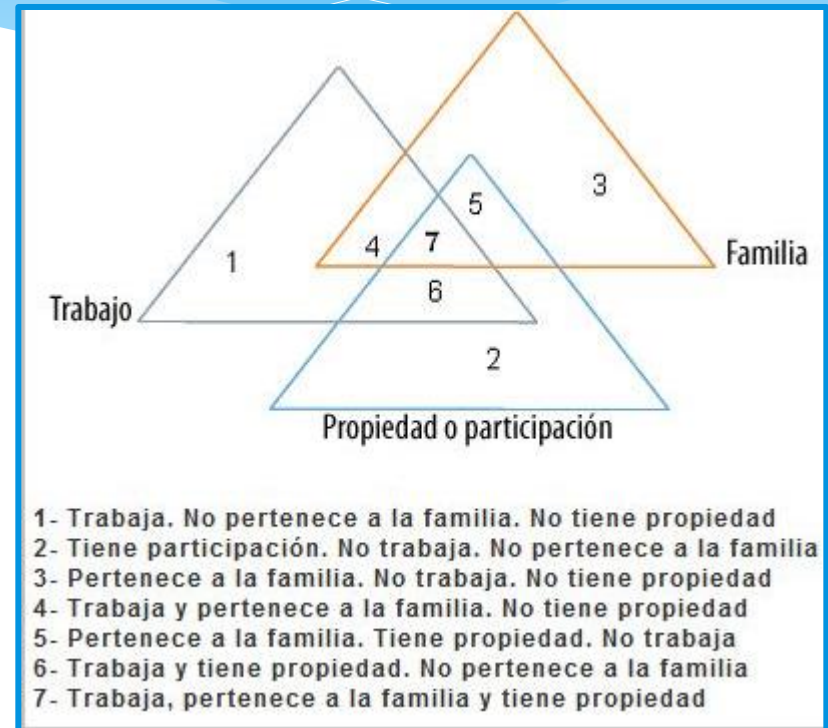 5
3
1
4
7
Familia
6
Trabajo
2
Propiedad o participación
1- Trabaja. No pertenece a la familia. No tiene propiedad
2- Tiene participación. No trabaja. No pertenece a la familia
3- Pertenece a la familia. No trabaja. No tiene propiedad
4- Trabaja y pertenece a la familia. No tiene propiedad
5- Pertenece a la familia. Tiene propiedad. No trabaja
6- Trabaja y tiene propiedad. No pertenece a la familia
7- Trabaja, pertenece a la familia y tiene propiedad